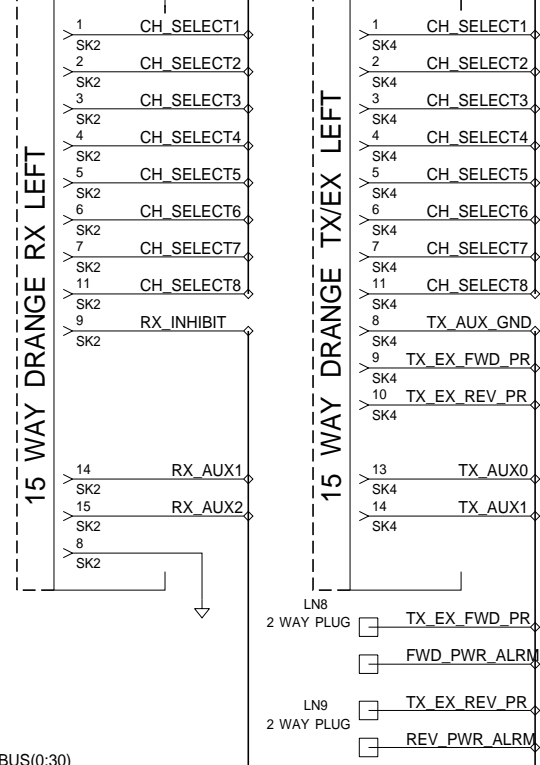 15 WAY DRANGE RX LEFT
1 CH_SELECT1
SK2
2 CH_SELECT2
SK2
3 CH_SELECT3
SK2
4 CH_SELECT4
SK2
5 CH_SELECT5
SK2
6 CH_SELECT6
SK2
7 CH_SELECT7
SK2
11 CH_SELECT8
SK2
9 RX_INHIBIT
SK2
14 RX_AUX1
SK2
15 RX_AUX2
SK2
8
SK2
15 WAY DRANGE TX/EX LEFT
1 CH_SELECT1
SK4
2 CH_SELECT2
SK4
3 CH_SELECT3
SK4
4 CH_SELECT4
SK4
5 CH_SELECT5
SK4
6 CH_SELECT6
SK4
7 CH_SELECT7
SK4
11 CH_SELECT8
SK4
8 TX_AUX_GND
SK4
9 TX_EX_FWD_PR
SK4
10 TX_EX_REV_PR
SK4
13 TX_AUX0
SK4
14 TX_AUX1
SK4
LN8
2 WAY PLUG
TX_EX_FWD_PR
FWD_PWR_ALRM
LN9
2 WAY PLUG
TX_EX_REV_PR
REV_PWR_ALRM
BUS(0:30)